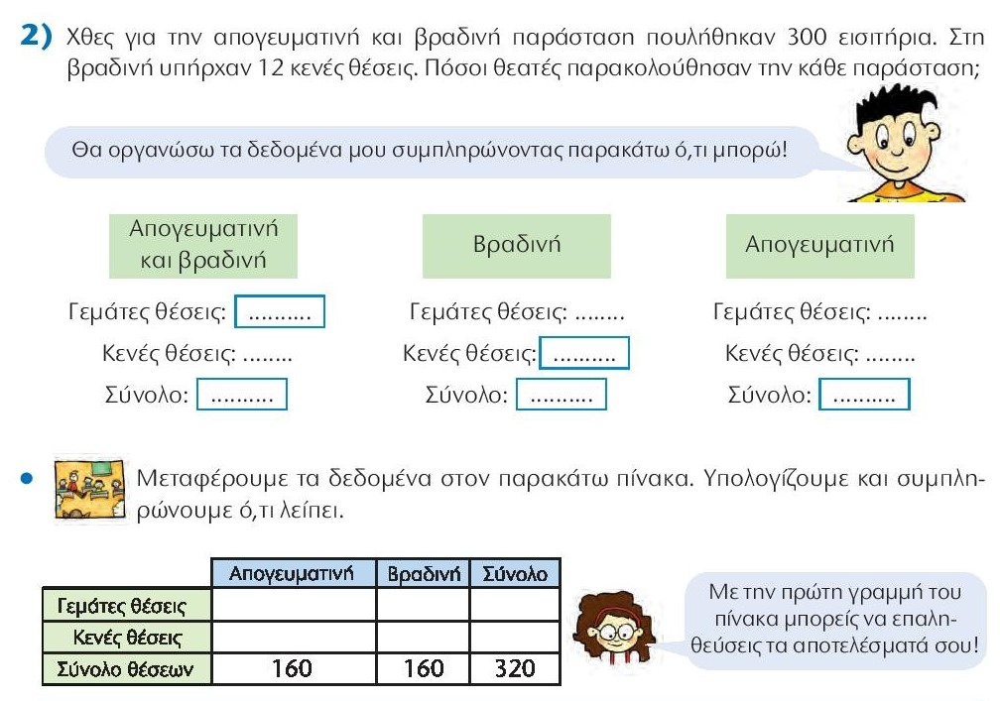 2) Χθες για την απογευματινή και βραδινή παράσταση πουλήθηκαν 300 εισιτήρια. Στη
βραδινή υπήρχαν 12 κενές θέσεις. Πόσοι θεατές παρακολούθησαν την κάθε παράσταση;
Θα οργανώσω τα δεδομένα μου συμπληρώνοντας παρακάτω ό,τι μπορώ!
Απογευματινή
και βραδινή
Γεμάτες θέσεις: ..........
Κενές θέσεις: ........
Σύνολο: ..........
Βραδινή
Γεμάτες θέσεις: ........
Κενές θέσεις: ..........
Σύνολο: ..........
Απογευματινή
Γεμάτες θέσεις: ........
Κενές θέσεις: ........
Σύνολο: ..........
• Μεταφέρουμε τα δεδομένα στον παρακάτω πίνακα. Υπολογίζουμε και συμπλη-
ρώνουμε ό,τι λείπει.
Απογευματινή Βραδινή Σύνολο
Γεμάτες θέσεις
Κενές θέσεις
Σύνολο θέσεων 160 160 320
Με την πρώτη γραμμή του
πίνακα μπορείς να επαλη-
θεύσεις τα αποτελέσματά σου!